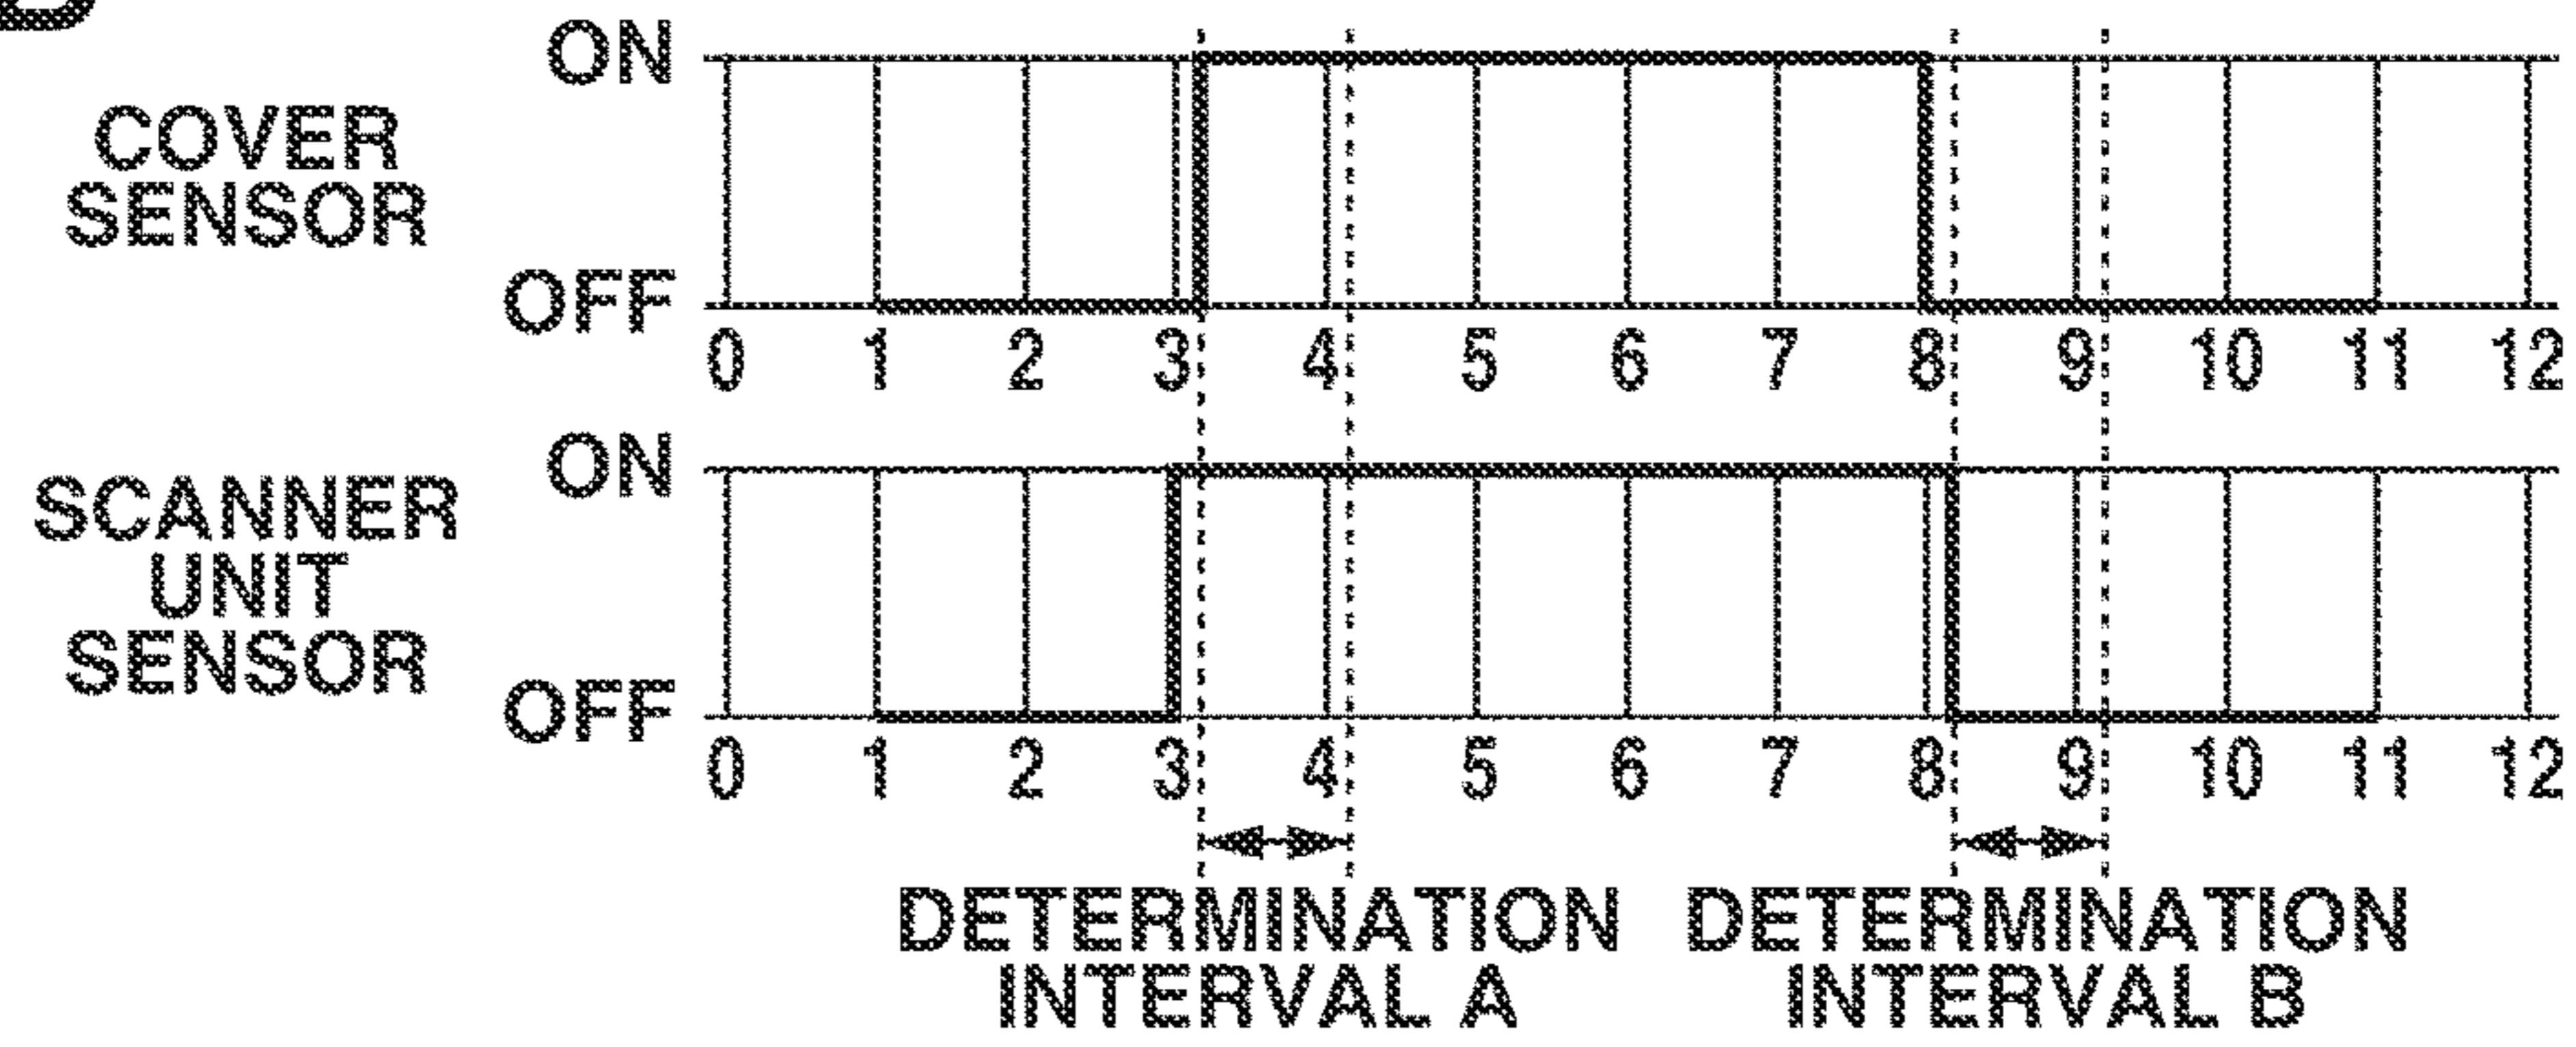 ON
COVER
SENSOR
OFF
0 1 2 3 4 5 6 7 8 9 10 11 12
ON
SCANNER
UNIT
SENSOR
OFF
0 1 2 3 4 5 6 7 8 9 10 11 12
DETERMINATION
INTERVAL A
DETERMINATION
INTERVAL B